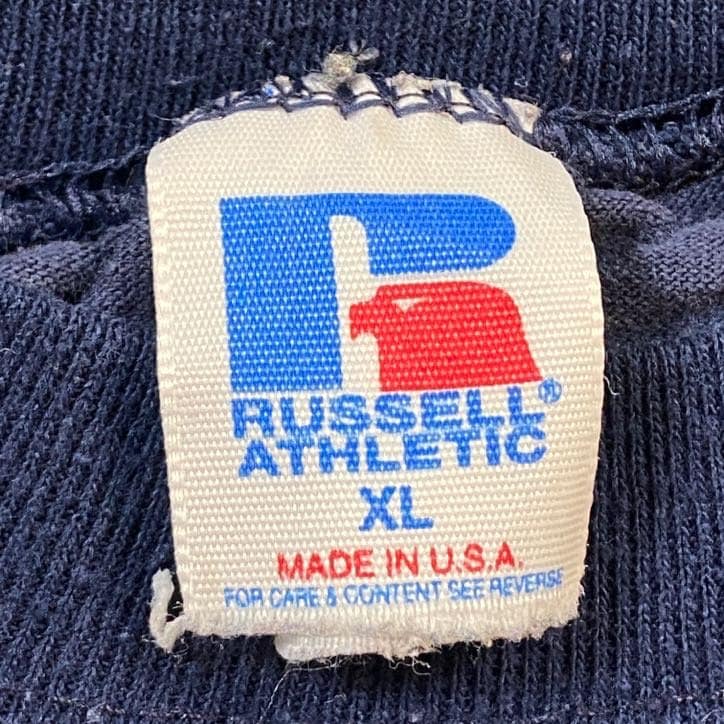 RUSSELL®
ATHLETIC
XL
MADE IN U.S.A.
FOR CARE & CONTENT SEE REVERSE